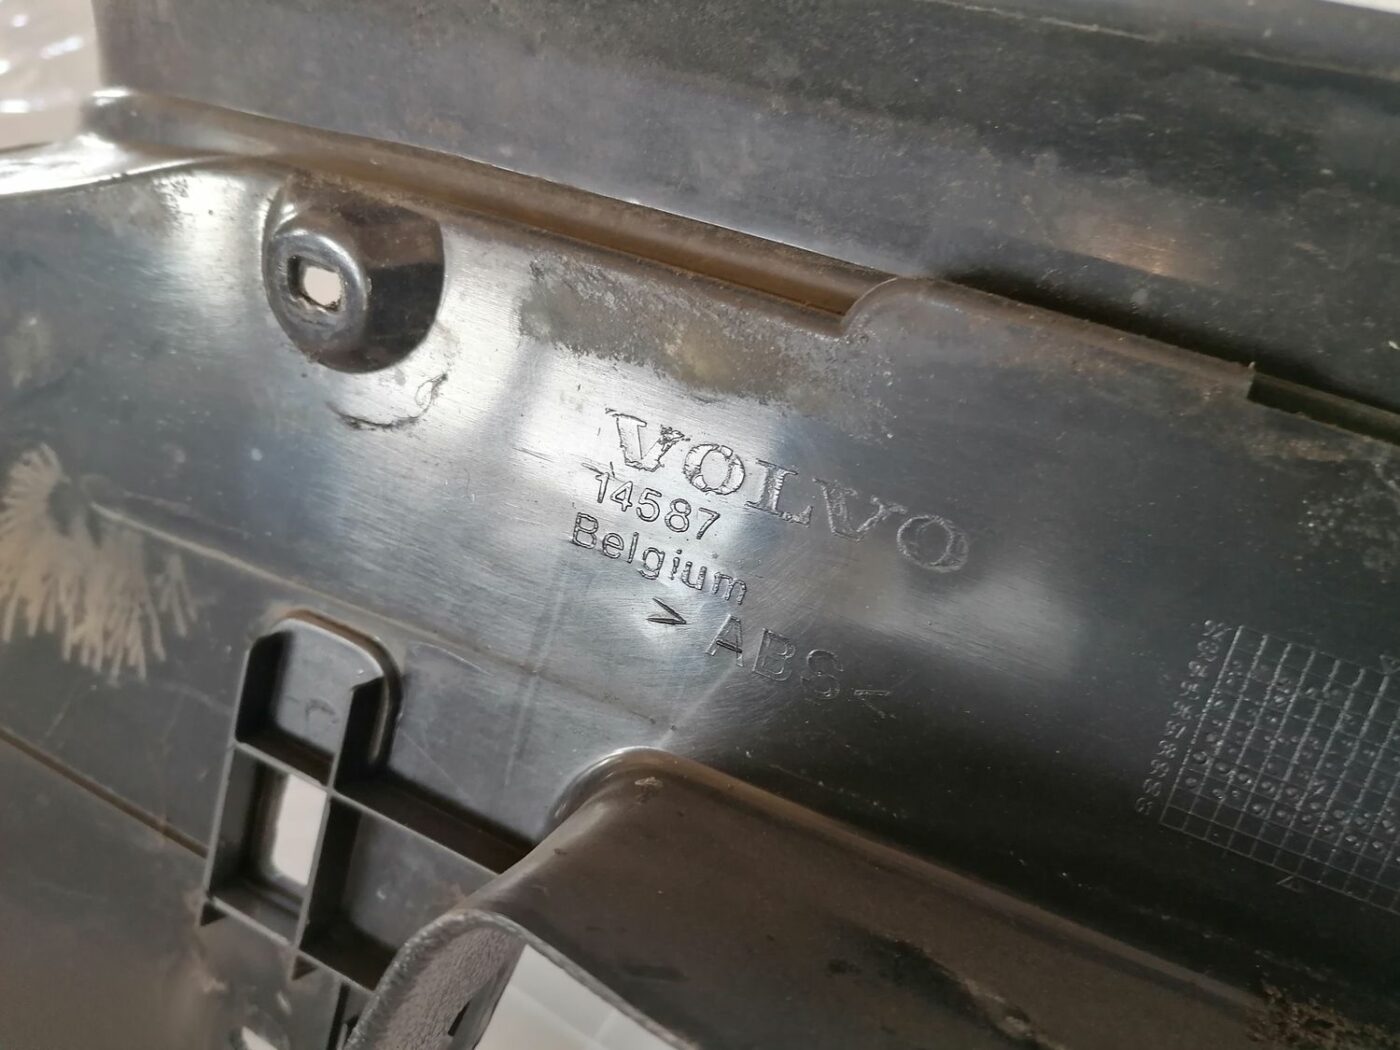 VOLVO
14587
Belgium
> ABS <